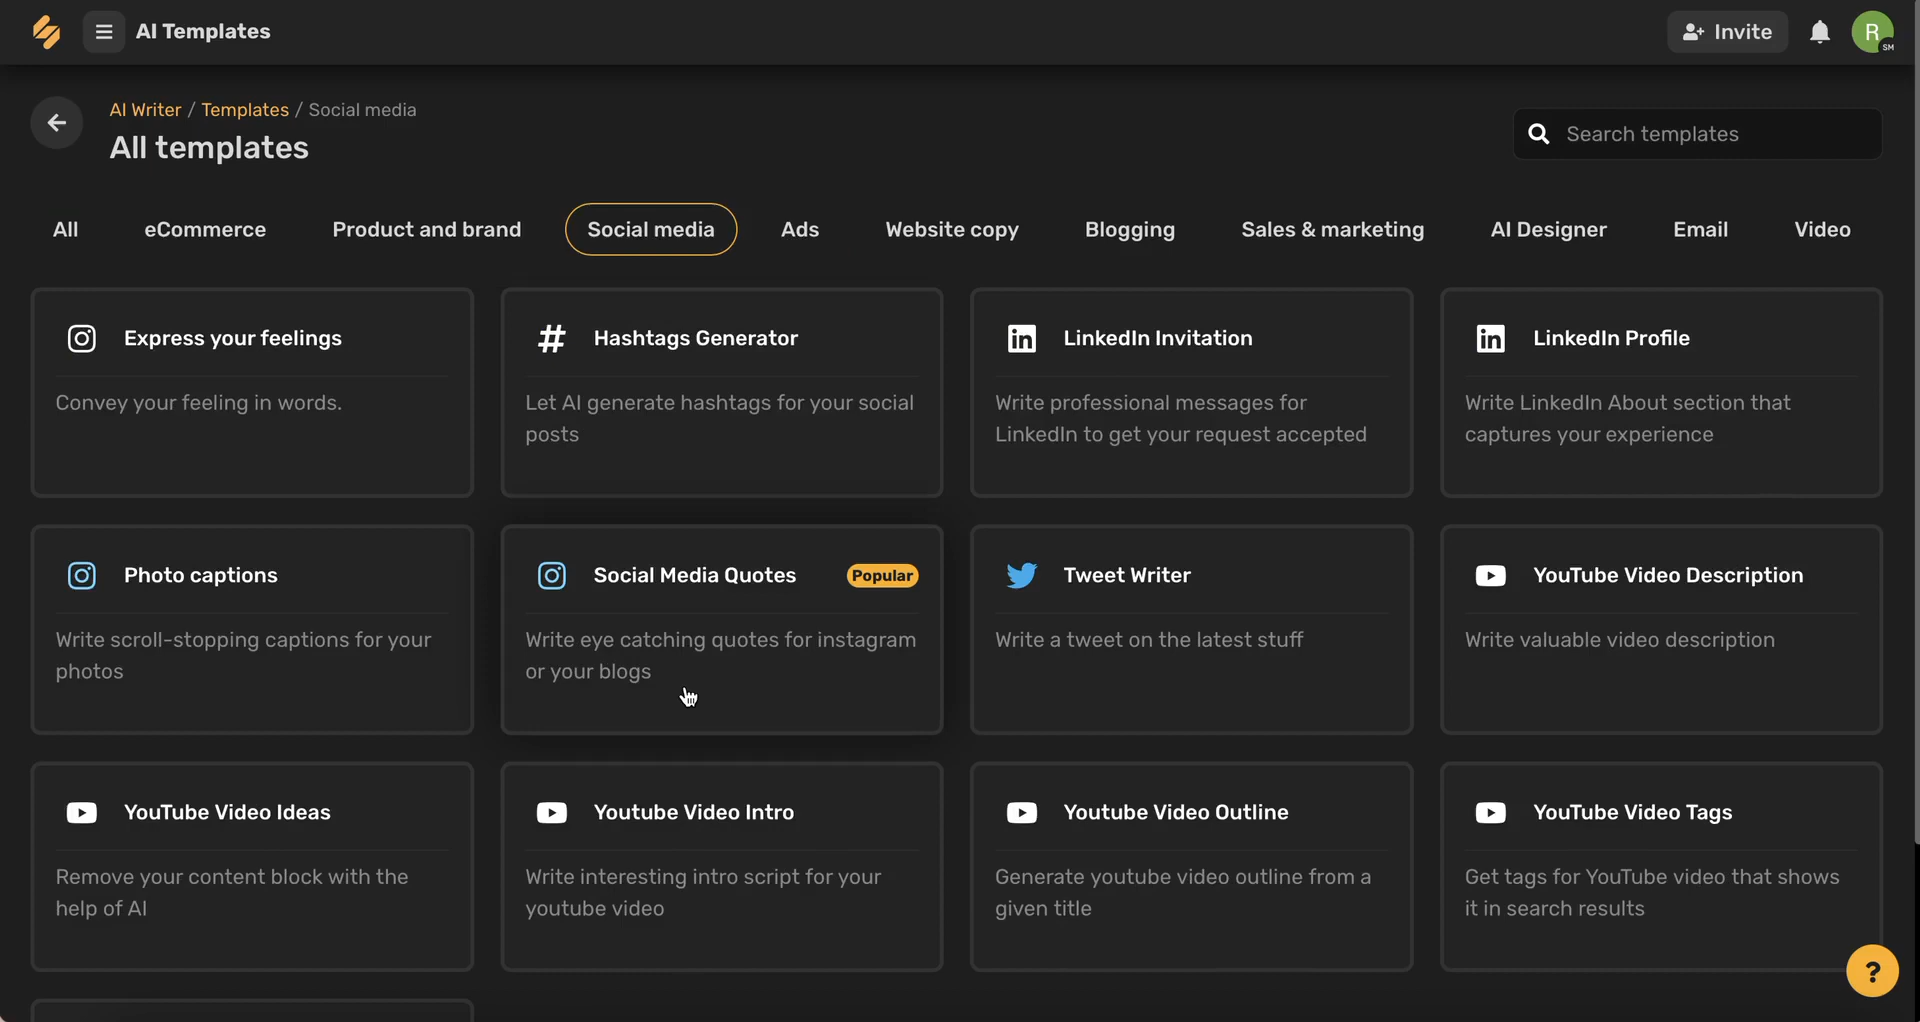 AI Templates
Invite
R
SM
AI Writer / Templates / Social media
All templates
Search templates
All
eCommerce
Product and brand
Social media
Ads
Website copy
Blogging
Sales & marketing
AI Designer
Email
Video
Express your feelings
Convey your feeling in words.
# Hashtags Generator
Let AI generate hashtags for your social
posts
in LinkedIn Invitation
Write professional messages for
LinkedIn to get your request accepted
in LinkedIn Profile
Write LinkedIn About section that
captures your experience
Photo captions
Write scroll-stopping captions for your
photos
Social Media Quotes
Popular
Write eye catching quotes for instagram
or your blogs
Tweet Writer
Write a tweet on the latest stuff
YouTube Video Description
Write valuable video description
YouTube Video Ideas
Remove your content block with the
help of AI
Youtube Video Intro
Write interesting intro script for your
youtube video
Youtube Video Outline
Generate youtube video outline from a
given title
YouTube Video Tags
Get tags for YouTube video that shows
it in search results
?